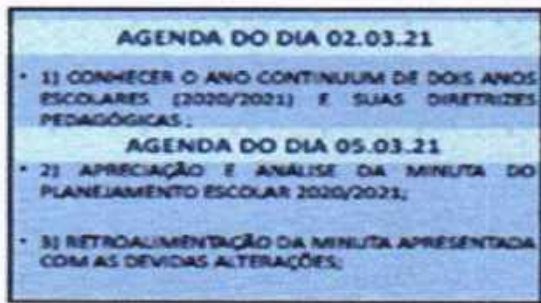 AGENDA DO DIA 02.03.21
• 1) CONHECER O ANO CONTINUUM DE DOIS ANOS
ESCOLARES (2020/2021) E SUAS DIRETRIZES
PEDAGÓGICAS;
AGENDA DO DIA 05.03.21
• 2) APRECIAÇÃO E ANÁLISE DA MINUTA DO
PLANEJAMENTO ESCOLAR 2020/2021;
• 3) RETROALIMENTAÇÃO DA MINUTA APRESENTADA
COM AS DEVIDAS ALTERAÇÕES;